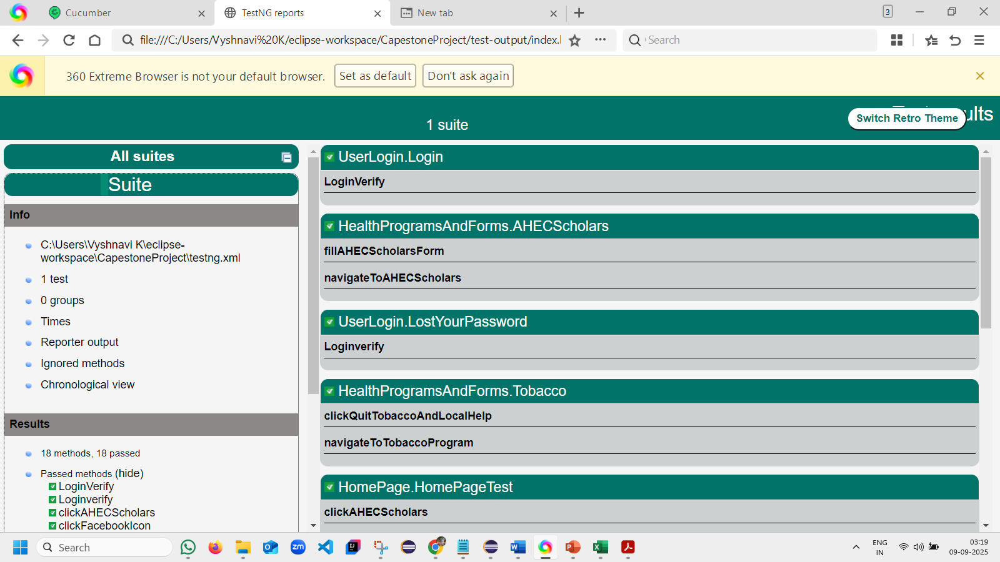 Cucumber
TestNG reports
New tab
3
file:///C:/Users/Vyshnavi%20K/eclipse-workspace/CapestoneProject/test-output/index.
Search
360 Extreme Browser is not your default browser.
Set as default
Don't ask again
1 suite
Switch Retro Theme
ults
All suites
Suite
Info
C:\Users\Vyshnavi K\eclipse-
workspace\CapestoneProject\testng.xml
1 test
0 groups
Times
Reporter output
Ignored methods
Chronological view
Results
18 methods, 18 passed
Passed methods (hide)
LoginVerify
Loginverify
clickAHECScholars
clickFacebookIcon
UserLogin.Login
LoginVerify
HealthProgramsAndForms.AHECScholars
fillAHECScholarsForm
navigateToAHECScholars
UserLogin.LostYourPassword
Loginverify
HealthProgramsAndForms.Tobacco
clickQuitTobaccoAndLocalHelp
navigateToTobaccoProgram
HomePage.HomePageTest
clickAHECScholars
Search
zm
ENG
IN
03:19
09-09-2025